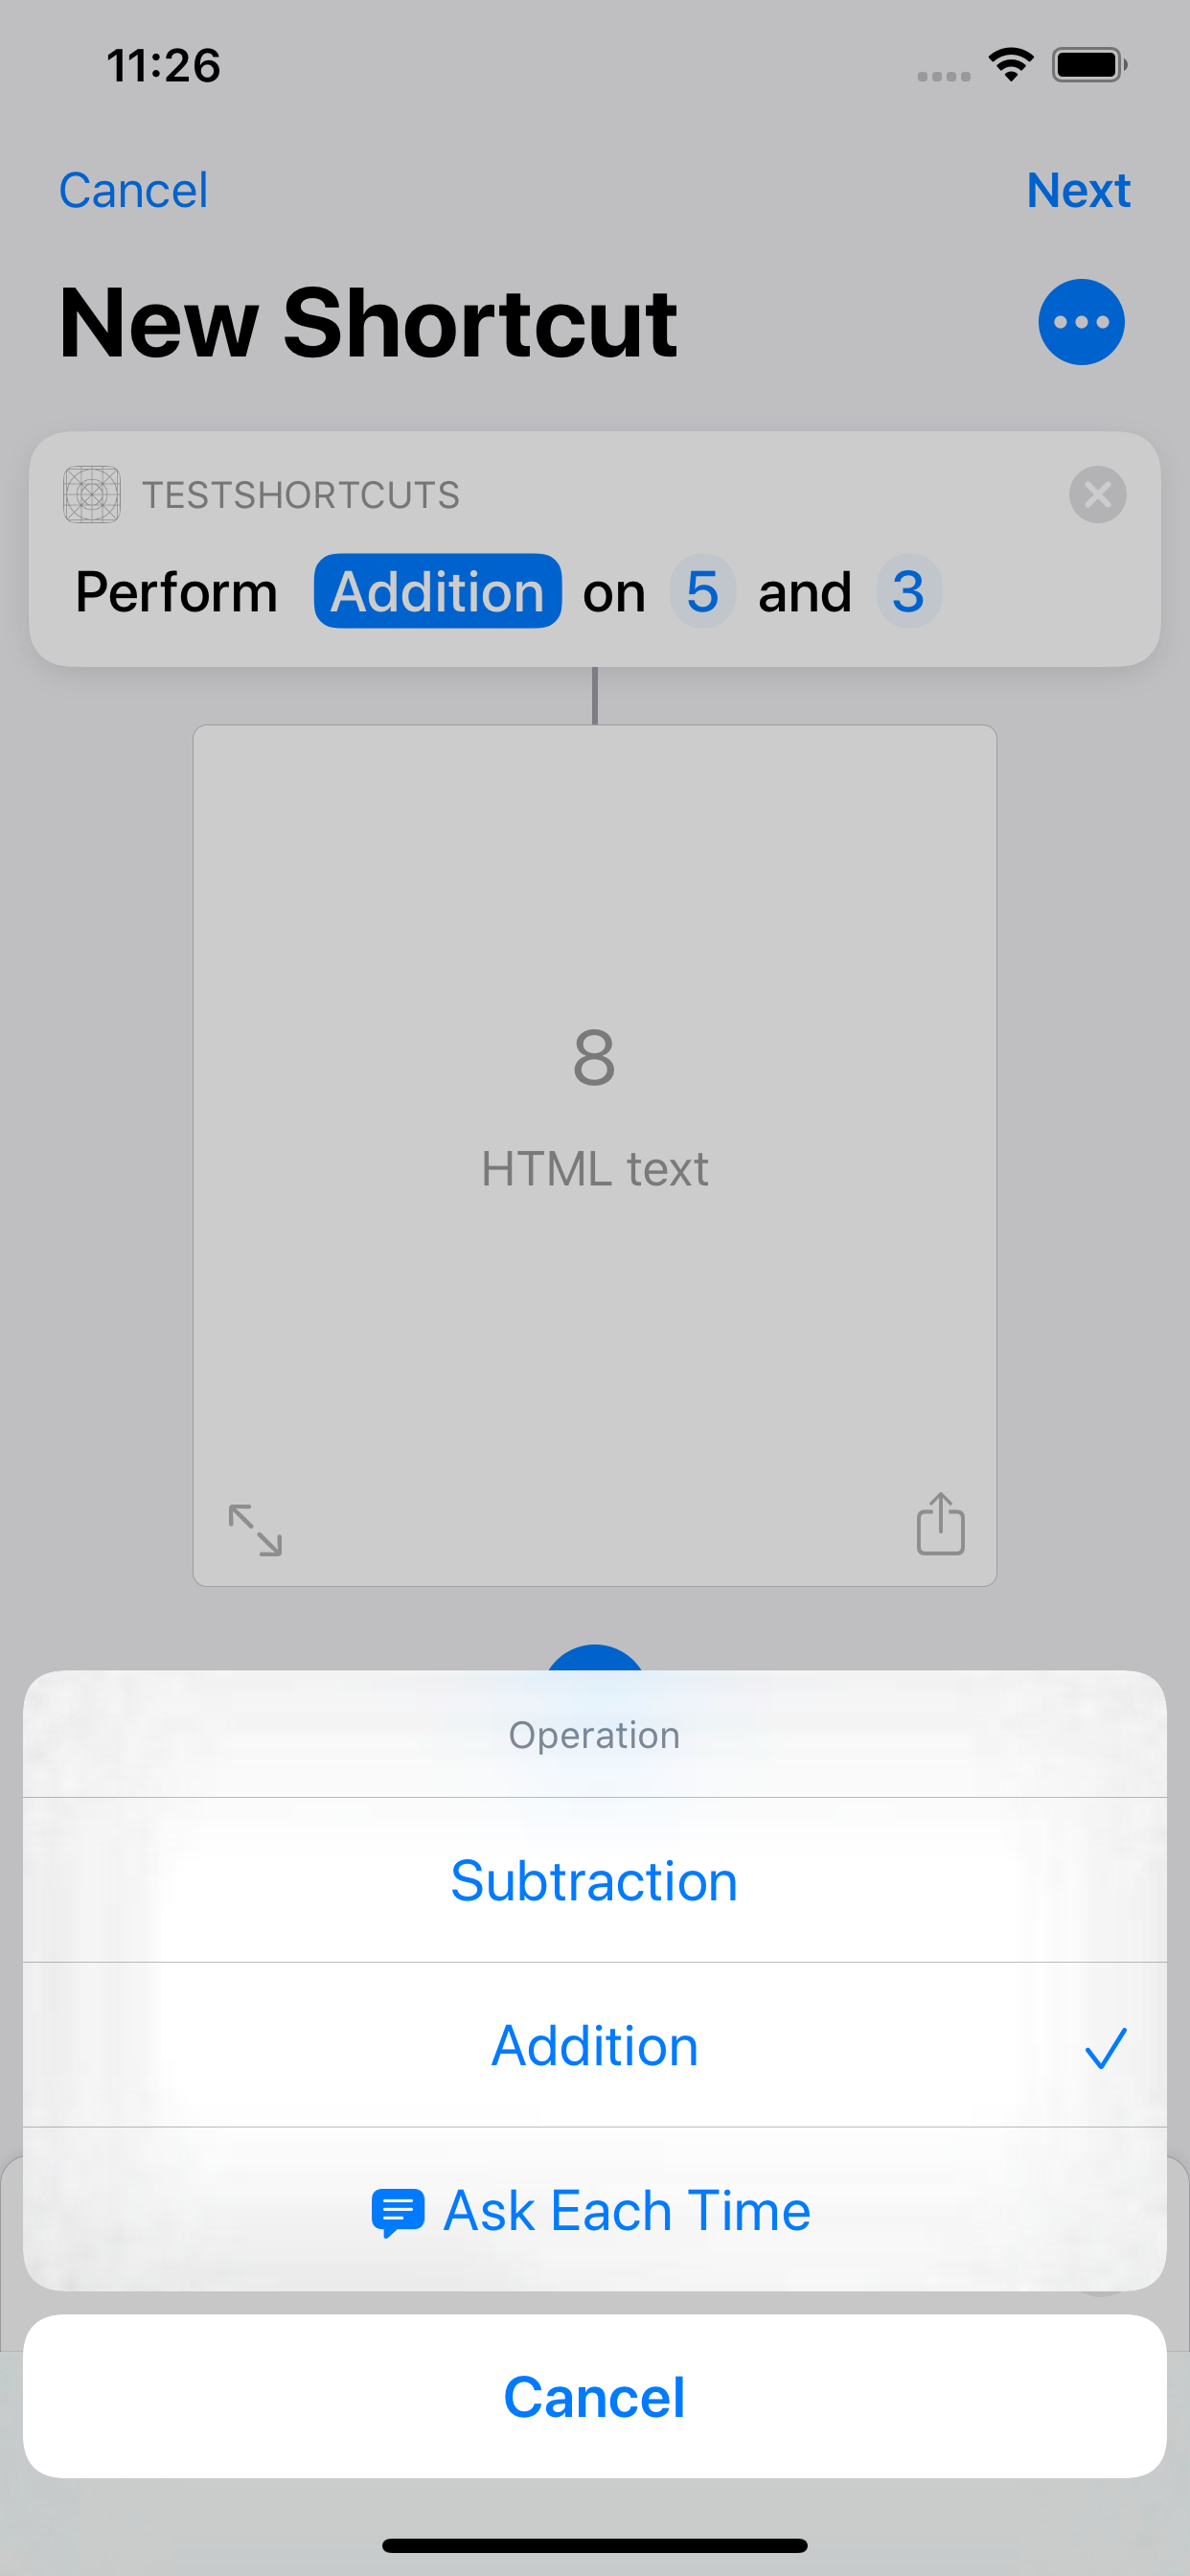 11:26
Cancel
Next
New Shortcut
TESTSHORTCUTS
Perform Addition on 5 and 3
8
HTML text
Operation
Subtraction
Addition
Ask Each Time
Cancel